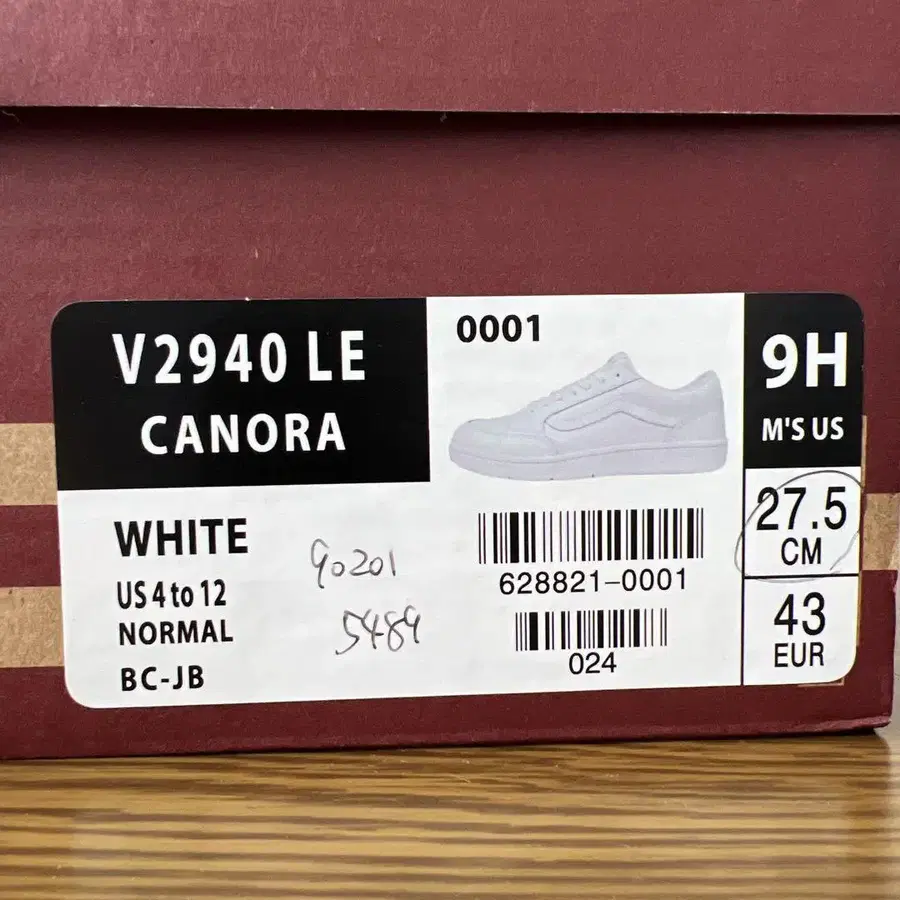 V2940 LE
CANORA
0001
9H
M'S US
WHITE
US 4 to 12
NORMAL
BC-JB
90201
5489
628821-0001
024
27.5
CM
43
EUR